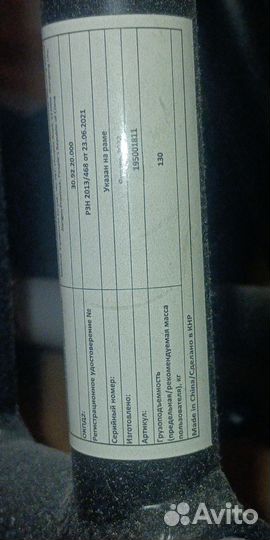 ОКПД2: 30.92.20.000
Регистрационное удостоверение № РЗН 2013/468 от 23.06.2021
Серийный номер: Указан на раме
Изготовлено:
Артикул: 195001811
Грузоподъемность 130
(предельная/рекомендуемая масса
пользователя), кг
Made in China/Сделано в КНР
Avito